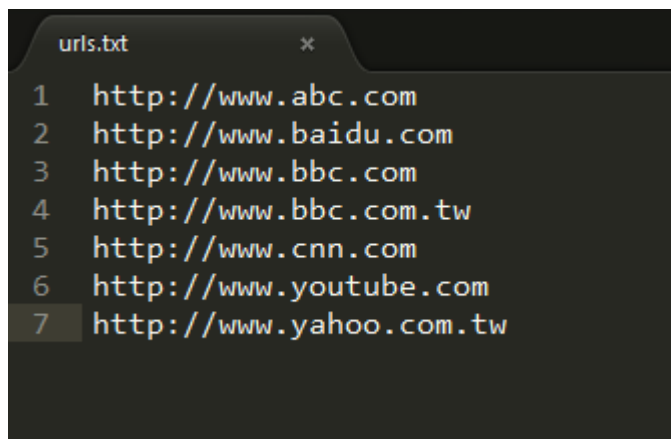 urls.txt ×
1 http://www.abc.com
2 http://www.baidu.com
3 http://www.bbc.com
4 http://www.bbc.com.tw
5 http://www.cnn.com
6 http://www.youtube.com
7 http://www.yahoo.com.tw